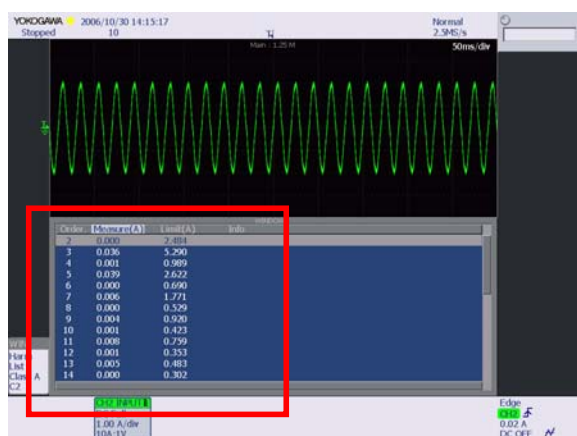 YOKOGAWA 2006/10/30 14:15:17 Normal
Stopped 10 2.5MS/s
Main : 1.25 M 50ms/div
Order Measure(A) Limit(A) Info
2 0.000 2.484
3 0.036 5.290
4 0.001 0.989
5 0.039 2.622
6 0.000 0.690
7 0.006 1.771
8 0.000 0.529
9 0.004 0.920
10 0.001 0.423
11 0.008 0.759
12 0.001 0.353
13 0.005 0.483
14 0.000 0.302
List
A
C2
CH2 INPUT
1.00 A/div
10A:1V
Edge
CH2
0.02 A
DC OFF